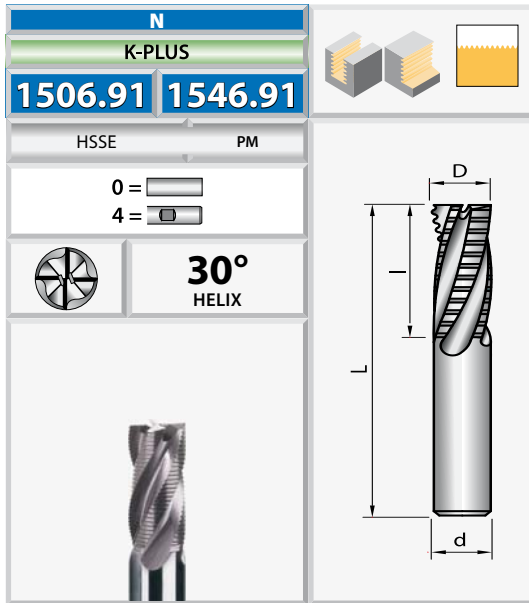 N
K-PLUS
1506.91 1546.91
HSSE PM
0 =
4 =
30°
HELIX
D
l
L
d